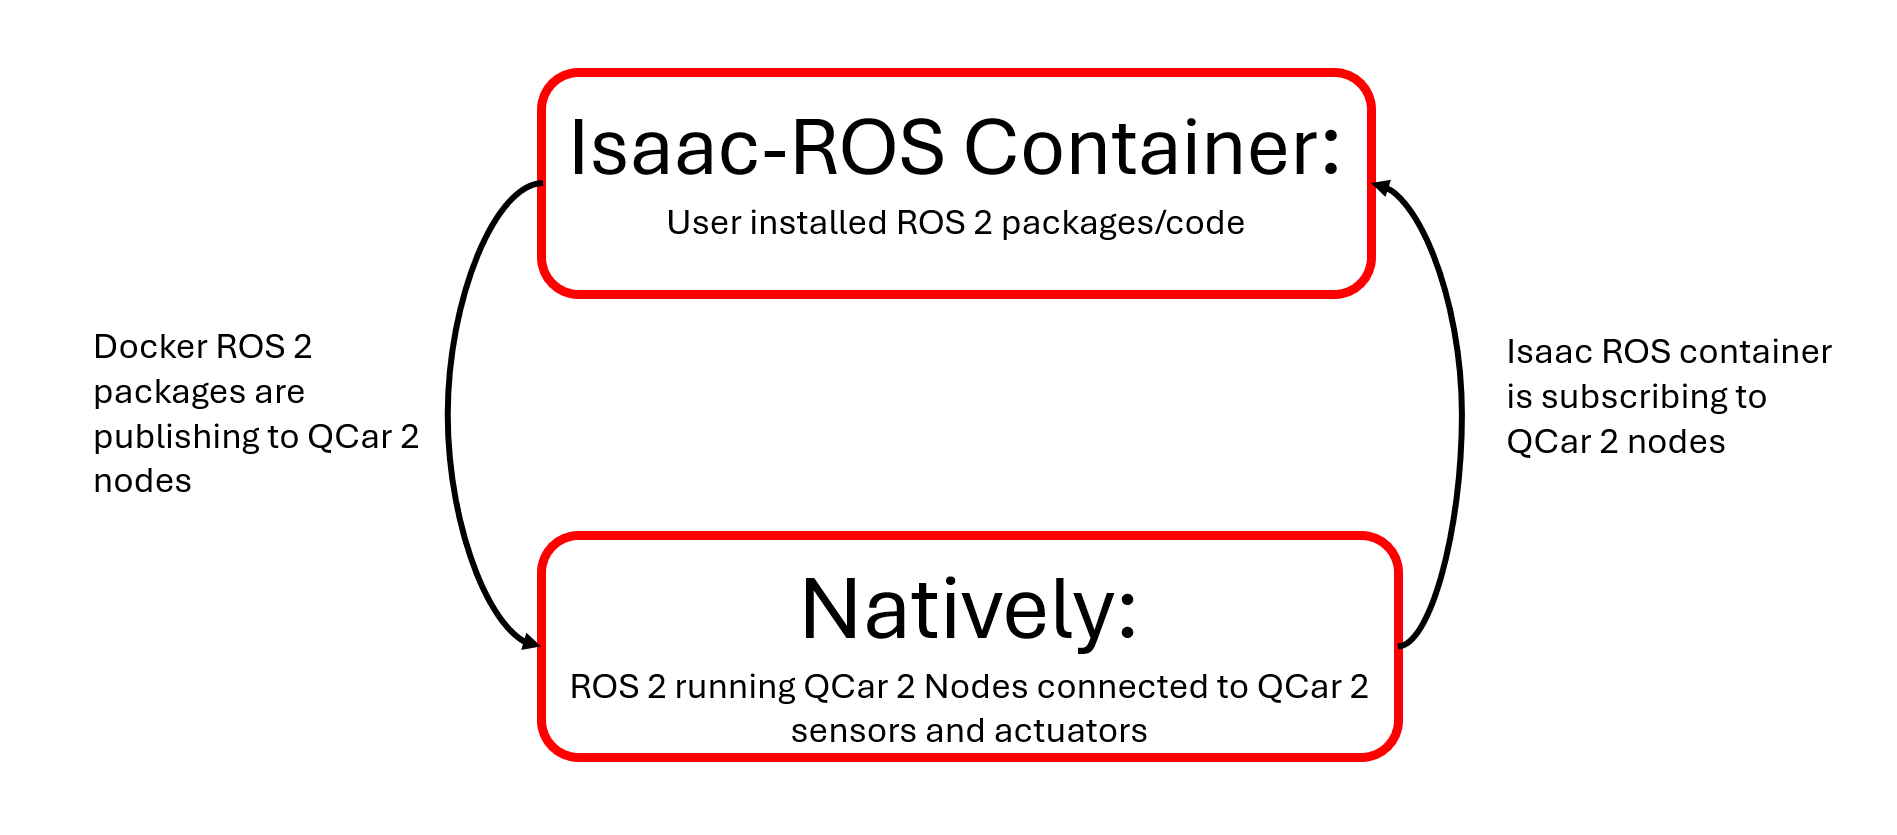 Isaac-ROS Container:
User installed ROS 2 packages/code
Docker ROS 2
packages are
publishing to QCar 2
nodes
Isaac ROS container
is subscribing to
QCar 2 nodes
Natively:
ROS 2 running QCar 2 Nodes connected to QCar 2
sensors and actuators